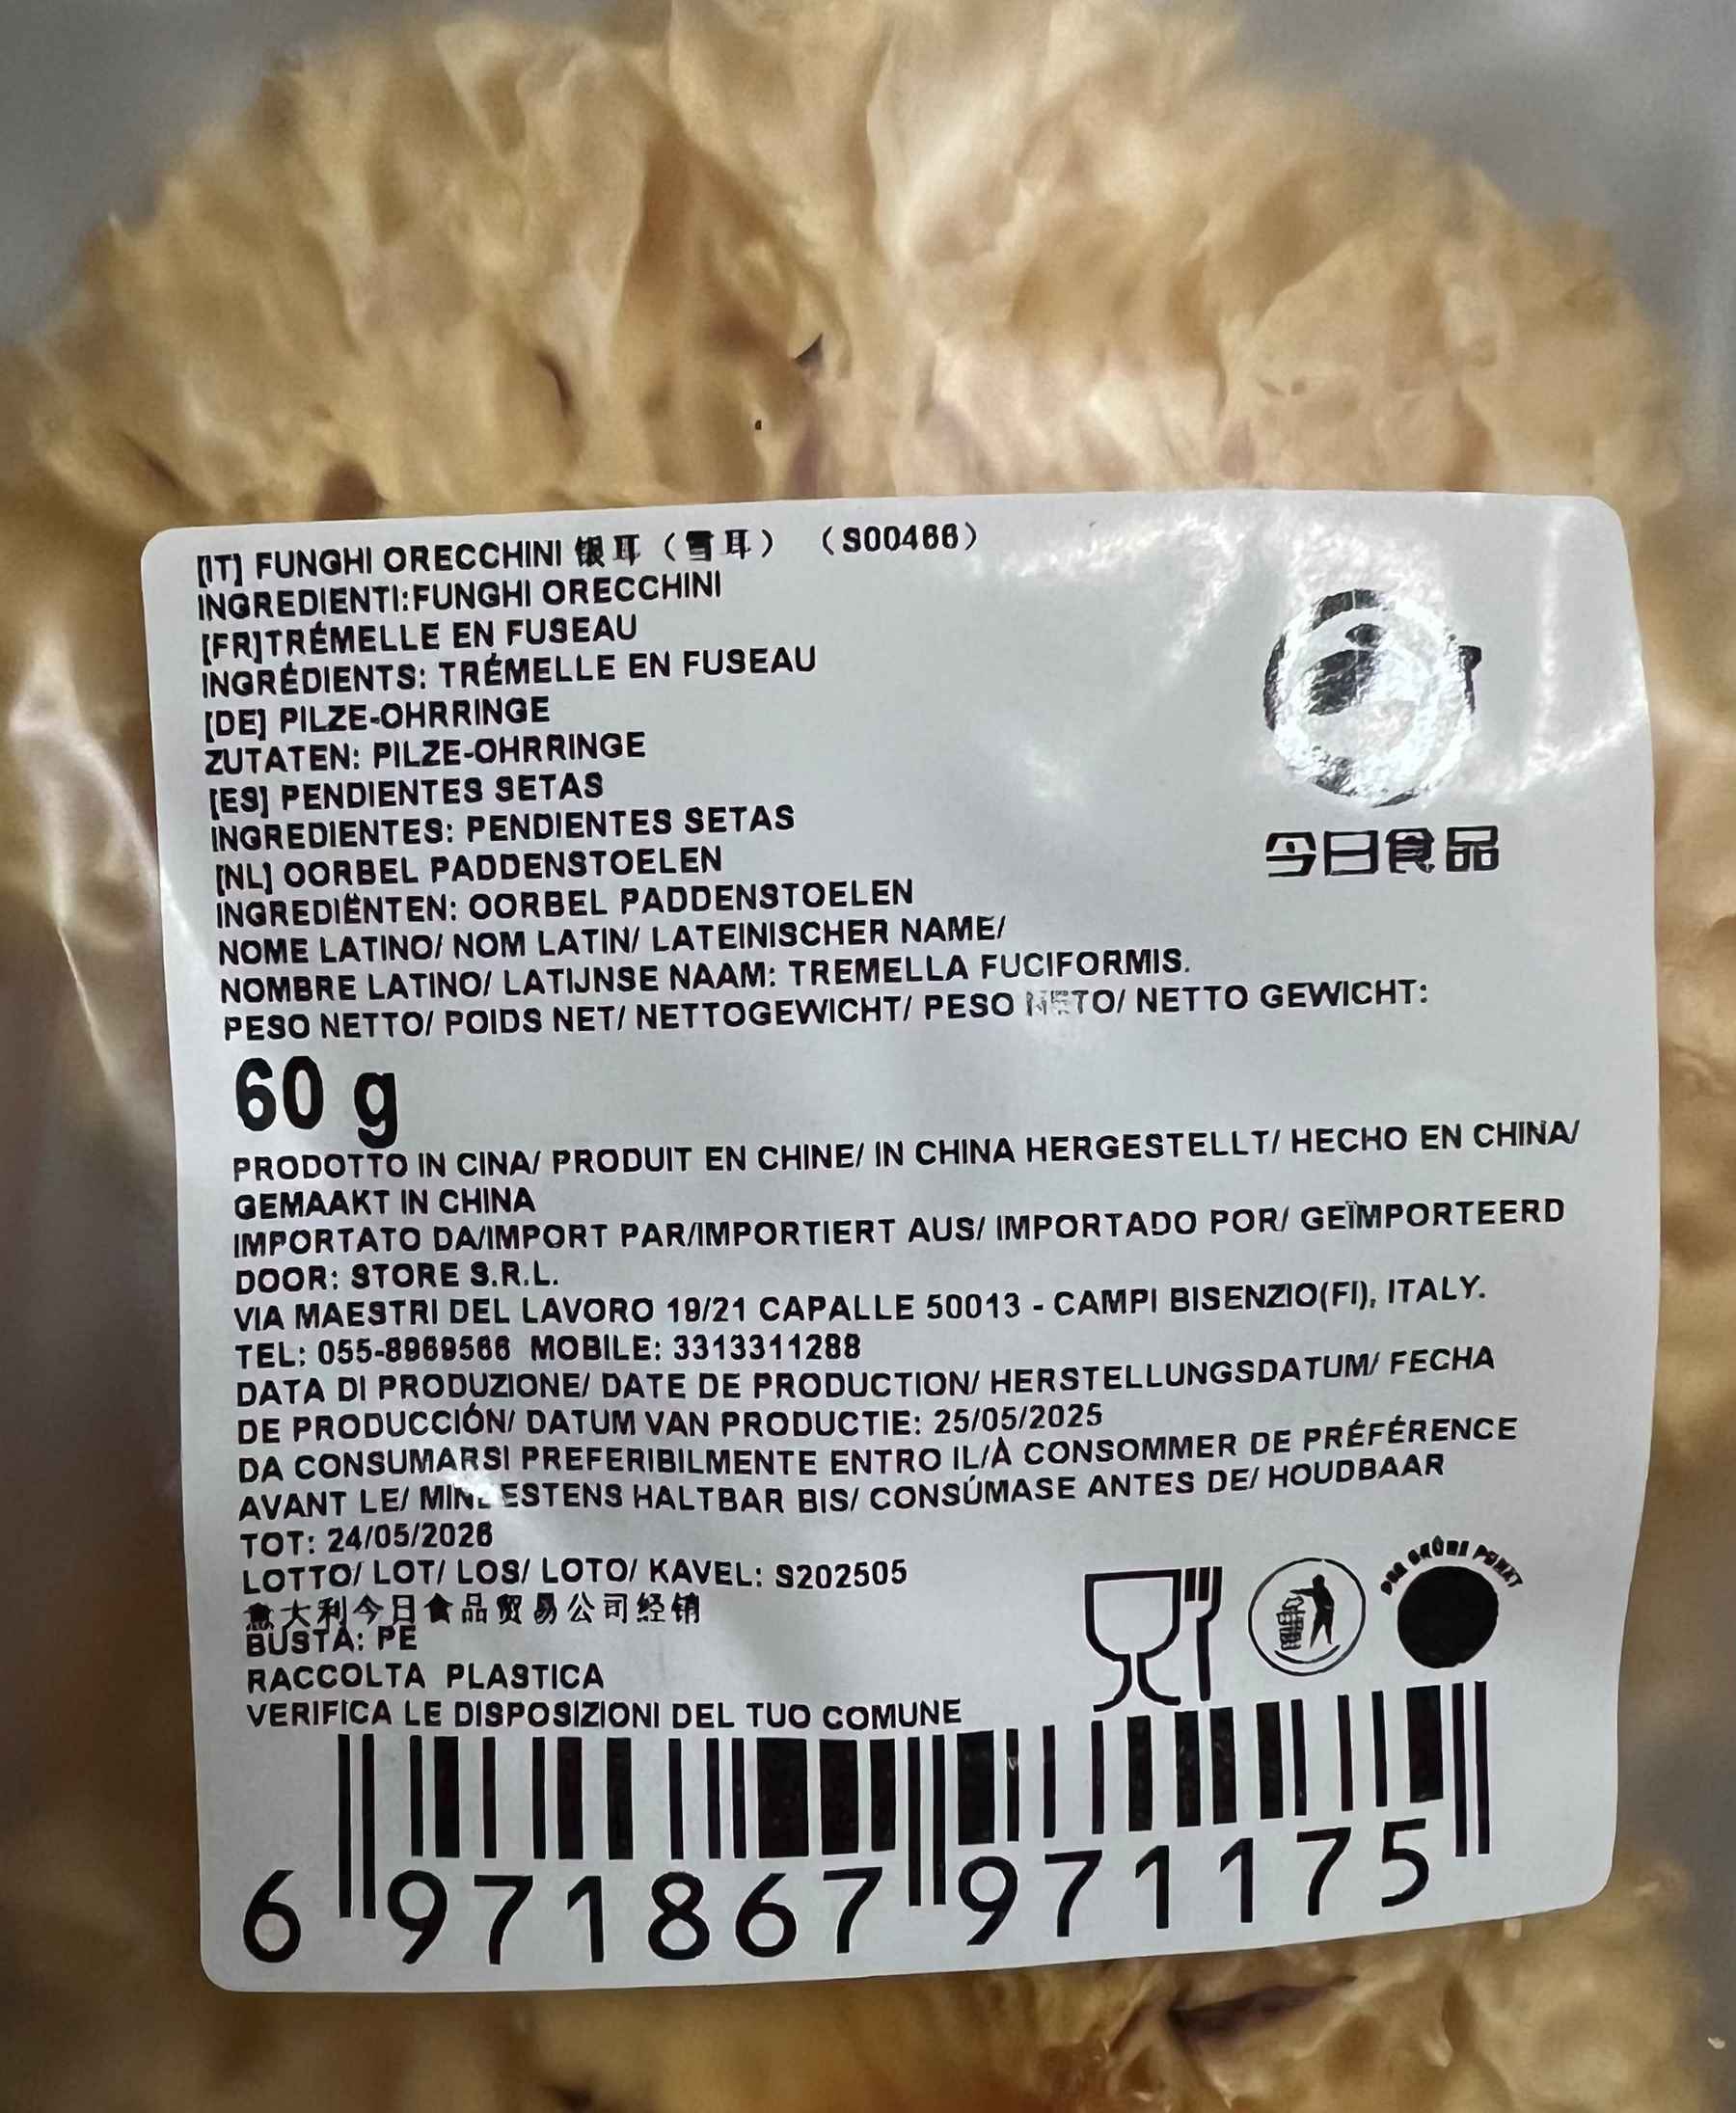 [IT] FUNGHI ORECCHINI 银耳（雪耳）（S00466）
INGREDIENTI:FUNGHI ORECCHINI
[FR]TRÉMELLE EN FUSEAU
INGRÉDIENTS: TRÉMELLE EN FUSEAU
[DE] PILZE-OHRRINGE
ZUTATEN: PILZE-OHRRINGE
[ES] PENDIENTES SETAS
INGREDIENTES: PENDIENTES SETAS
[NL] OORBEL PADDENSTOELEN
INGREDIËNTEN: OORBEL PADDENSTOELEN
NOME LATINO/ NOM LATIN/ LATEINISCHER NAME/
NOMBRE LATINO/ LATIJNSE NAAM: TREMELLA FUCIFORMIS.
PESO NETTO/ POIDS NET/ NETTOGEWICHT/ PESO NETO/ NETTO GEWICHT:
60 g
今日食品
PRODOTTO IN CINA/ PRODUIT EN CHINE/ IN CHINA HERGESTELLT/ HECHO EN CHINA/
GEMAAKT IN CHINA
IMPORTATO DA/IMPORT PAR/IMPORTIERT AUS/ IMPORTADO POR/ GEÏMPORTEERD
DOOR: STORE S.R.L.
VIA MAESTRI DEL LAVORO 19/21 CAPALLE 50013 - CAMPI BISENZIO(FI), ITALY.
TEL: 055-8969566 MOBILE: 3313311288
DATA DI PRODUZIONE/ DATE DE PRODUCTION/ HERSTELLUNGSDATUM/ FECHA
DE PRODUCCIÓN/ DATUM VAN PRODUCTIE: 25/05/2025
DA CONSUMARSI PREFERIBILMENTE ENTRO IL/À CONSOMMER DE PRÉFÉRENCE
AVANT LE/ MINDESTENS HALTBAR BIS/ CONSÚMASE ANTES DE/ HOUDBAAR
TOT: 24/05/2026
LOTTO/ LOT/ LOS/ LOTO/ KAVEL: S202505
意大利今日食品贸易公司经销
BUSTA: PE
RACCOLTA PLASTICA
VERIFICA LE DISPOSIZIONI DEL TUO COMUNE
DER GRÜNE PUNKT
6 971867 971175